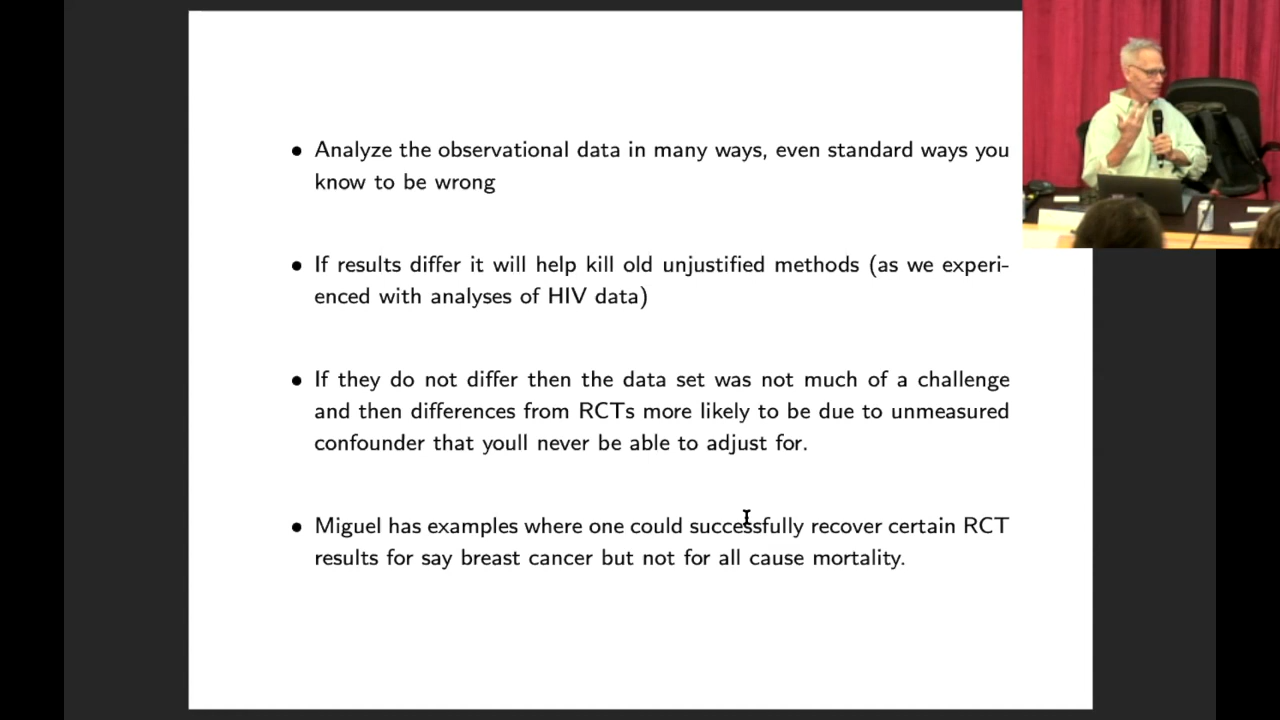 • Analyze the observational data in many ways, even standard ways you
know to be wrong
• If results differ it will help kill old unjustified methods (as we experi-
enced with analyses of HIV data)
• If they do not differ then the data set was not much of a challenge
and then differences from RCTs more likely to be due to unmeasured
confounder that youll never be able to adjust for.
• Miguel has examples where one could successfully recover certain RCT
results for say breast cancer but not for all cause mortality.